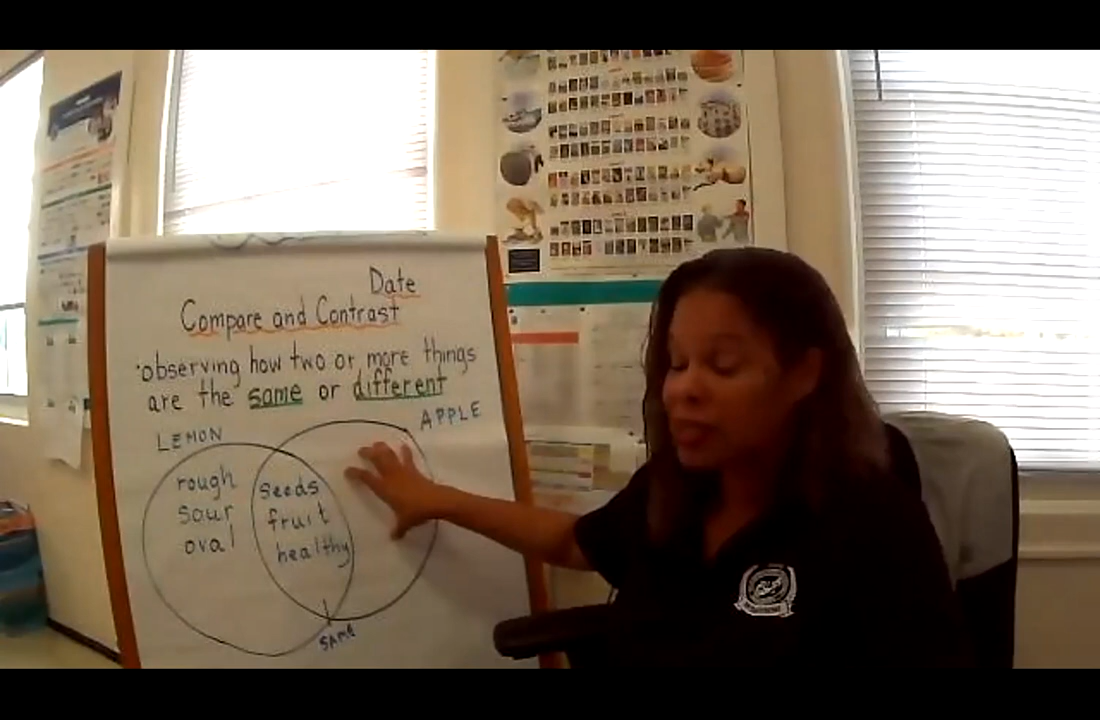 Date
Compare and Contrast
·observing how two or more things
are the same or different
LEMON
APPLE
rough
sour
oval
seeds
fruit
healthy
SAME